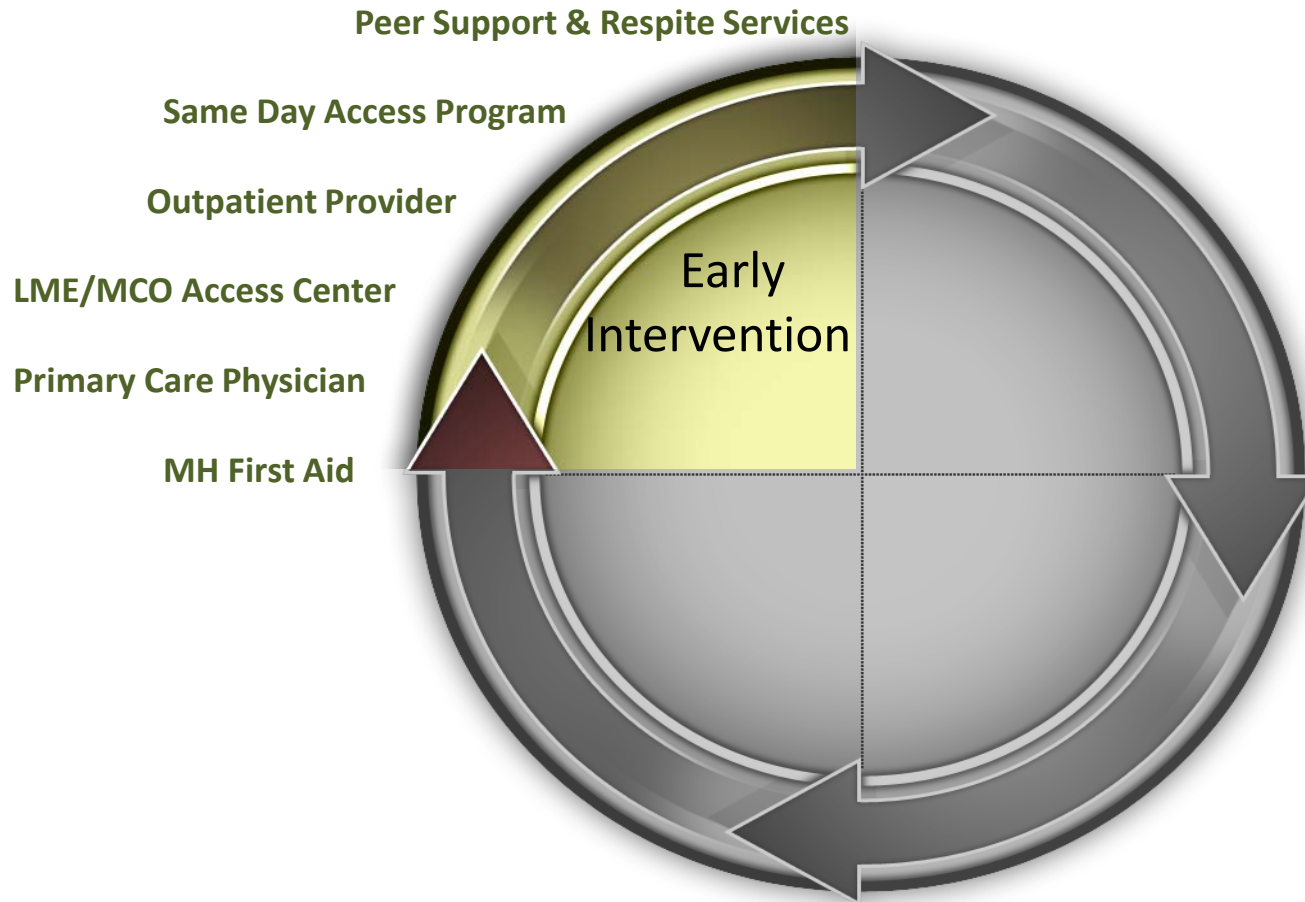 Peer Support & Respite Services
Same Day Access Program
Outpatient Provider
LME/MCO Access Center
Primary Care Physician
MH First Aid
Early
Intervention